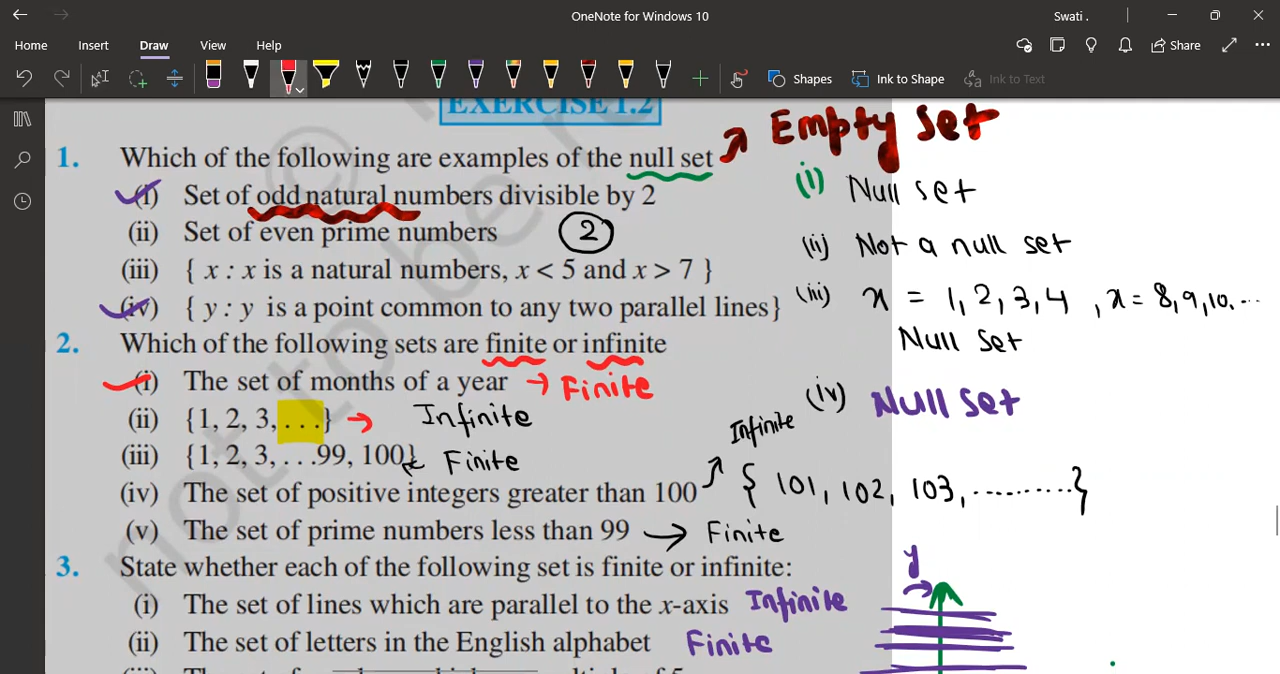 OneNote for Windows 10
Swati .
Home Insert Draw View Help
Share
Shapes Ink to Shape Ink to Text
EXERCISE 1.2
Empty set
1. Which of the following are examples of the null set
(i) Set of odd natural numbers divisible by 2
(i) Null set
(ii) Set of even prime numbers 2
(ii) Not a null set
(iii) { x : x is a natural numbers, x < 5 and x > 7 }
(iii) x = 1, 2, 3, 4 , x = 8, 9, 10, ...
Null set
(iv) { y : y is a point common to any two parallel lines}
2. Which of the following sets are finite or infinite
(i) The set of months of a year → Finite
(iv) Null set
(ii) {1, 2, 3, . . .} → Infinite
(iii) {1, 2, 3, . . .99, 100} Finite
Infinite
(iv) The set of positive integers greater than 100 { 101, 102, 103, ..........}
(v) The set of prime numbers less than 99 → Finite
3. State whether each of the following set is finite or infinite:
y
(i) The set of lines which are parallel to the x-axis Infinite
(ii) The set of letters in the English alphabet Finite